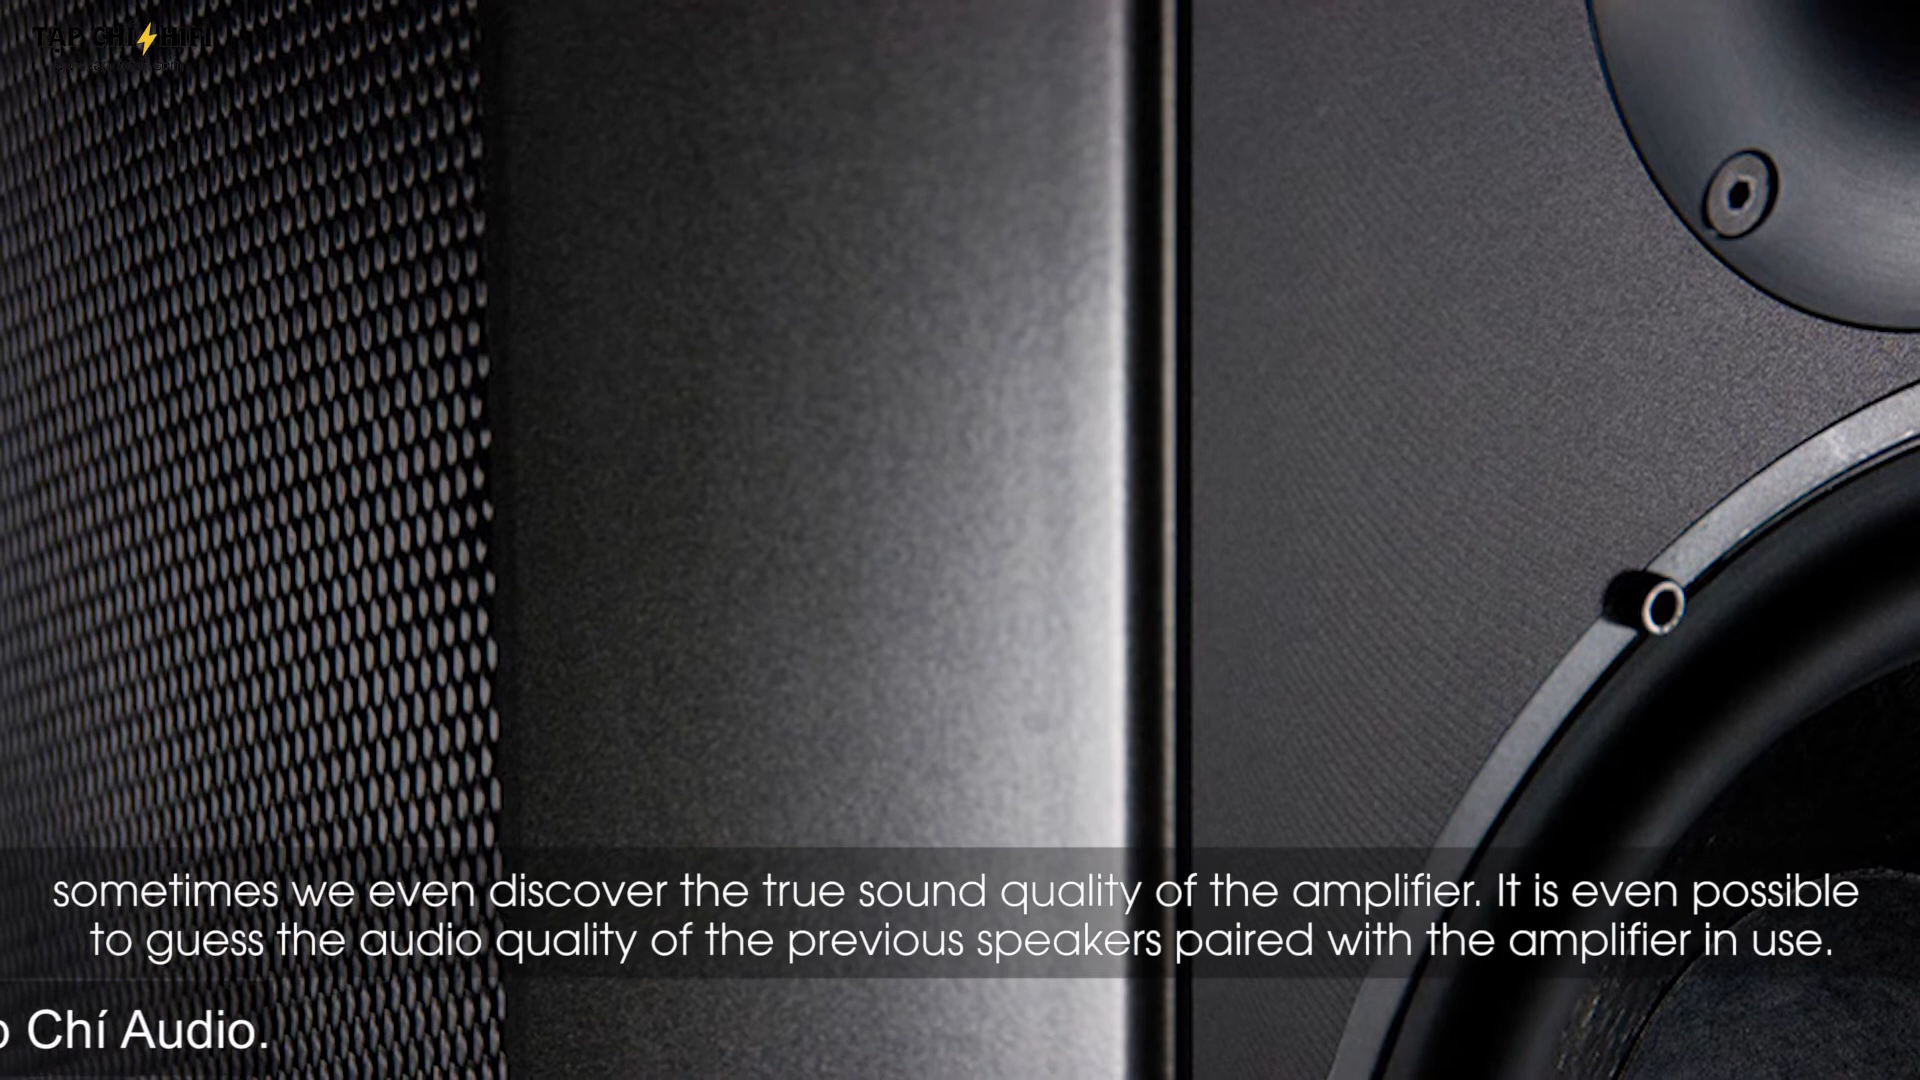 TẠP CHÍ HIFI
sometimes we even discover the true sound quality of the amplifier. It is even possible
to guess the audio quality of the previous speakers paired with the amplifier in use.
Chí Audio.